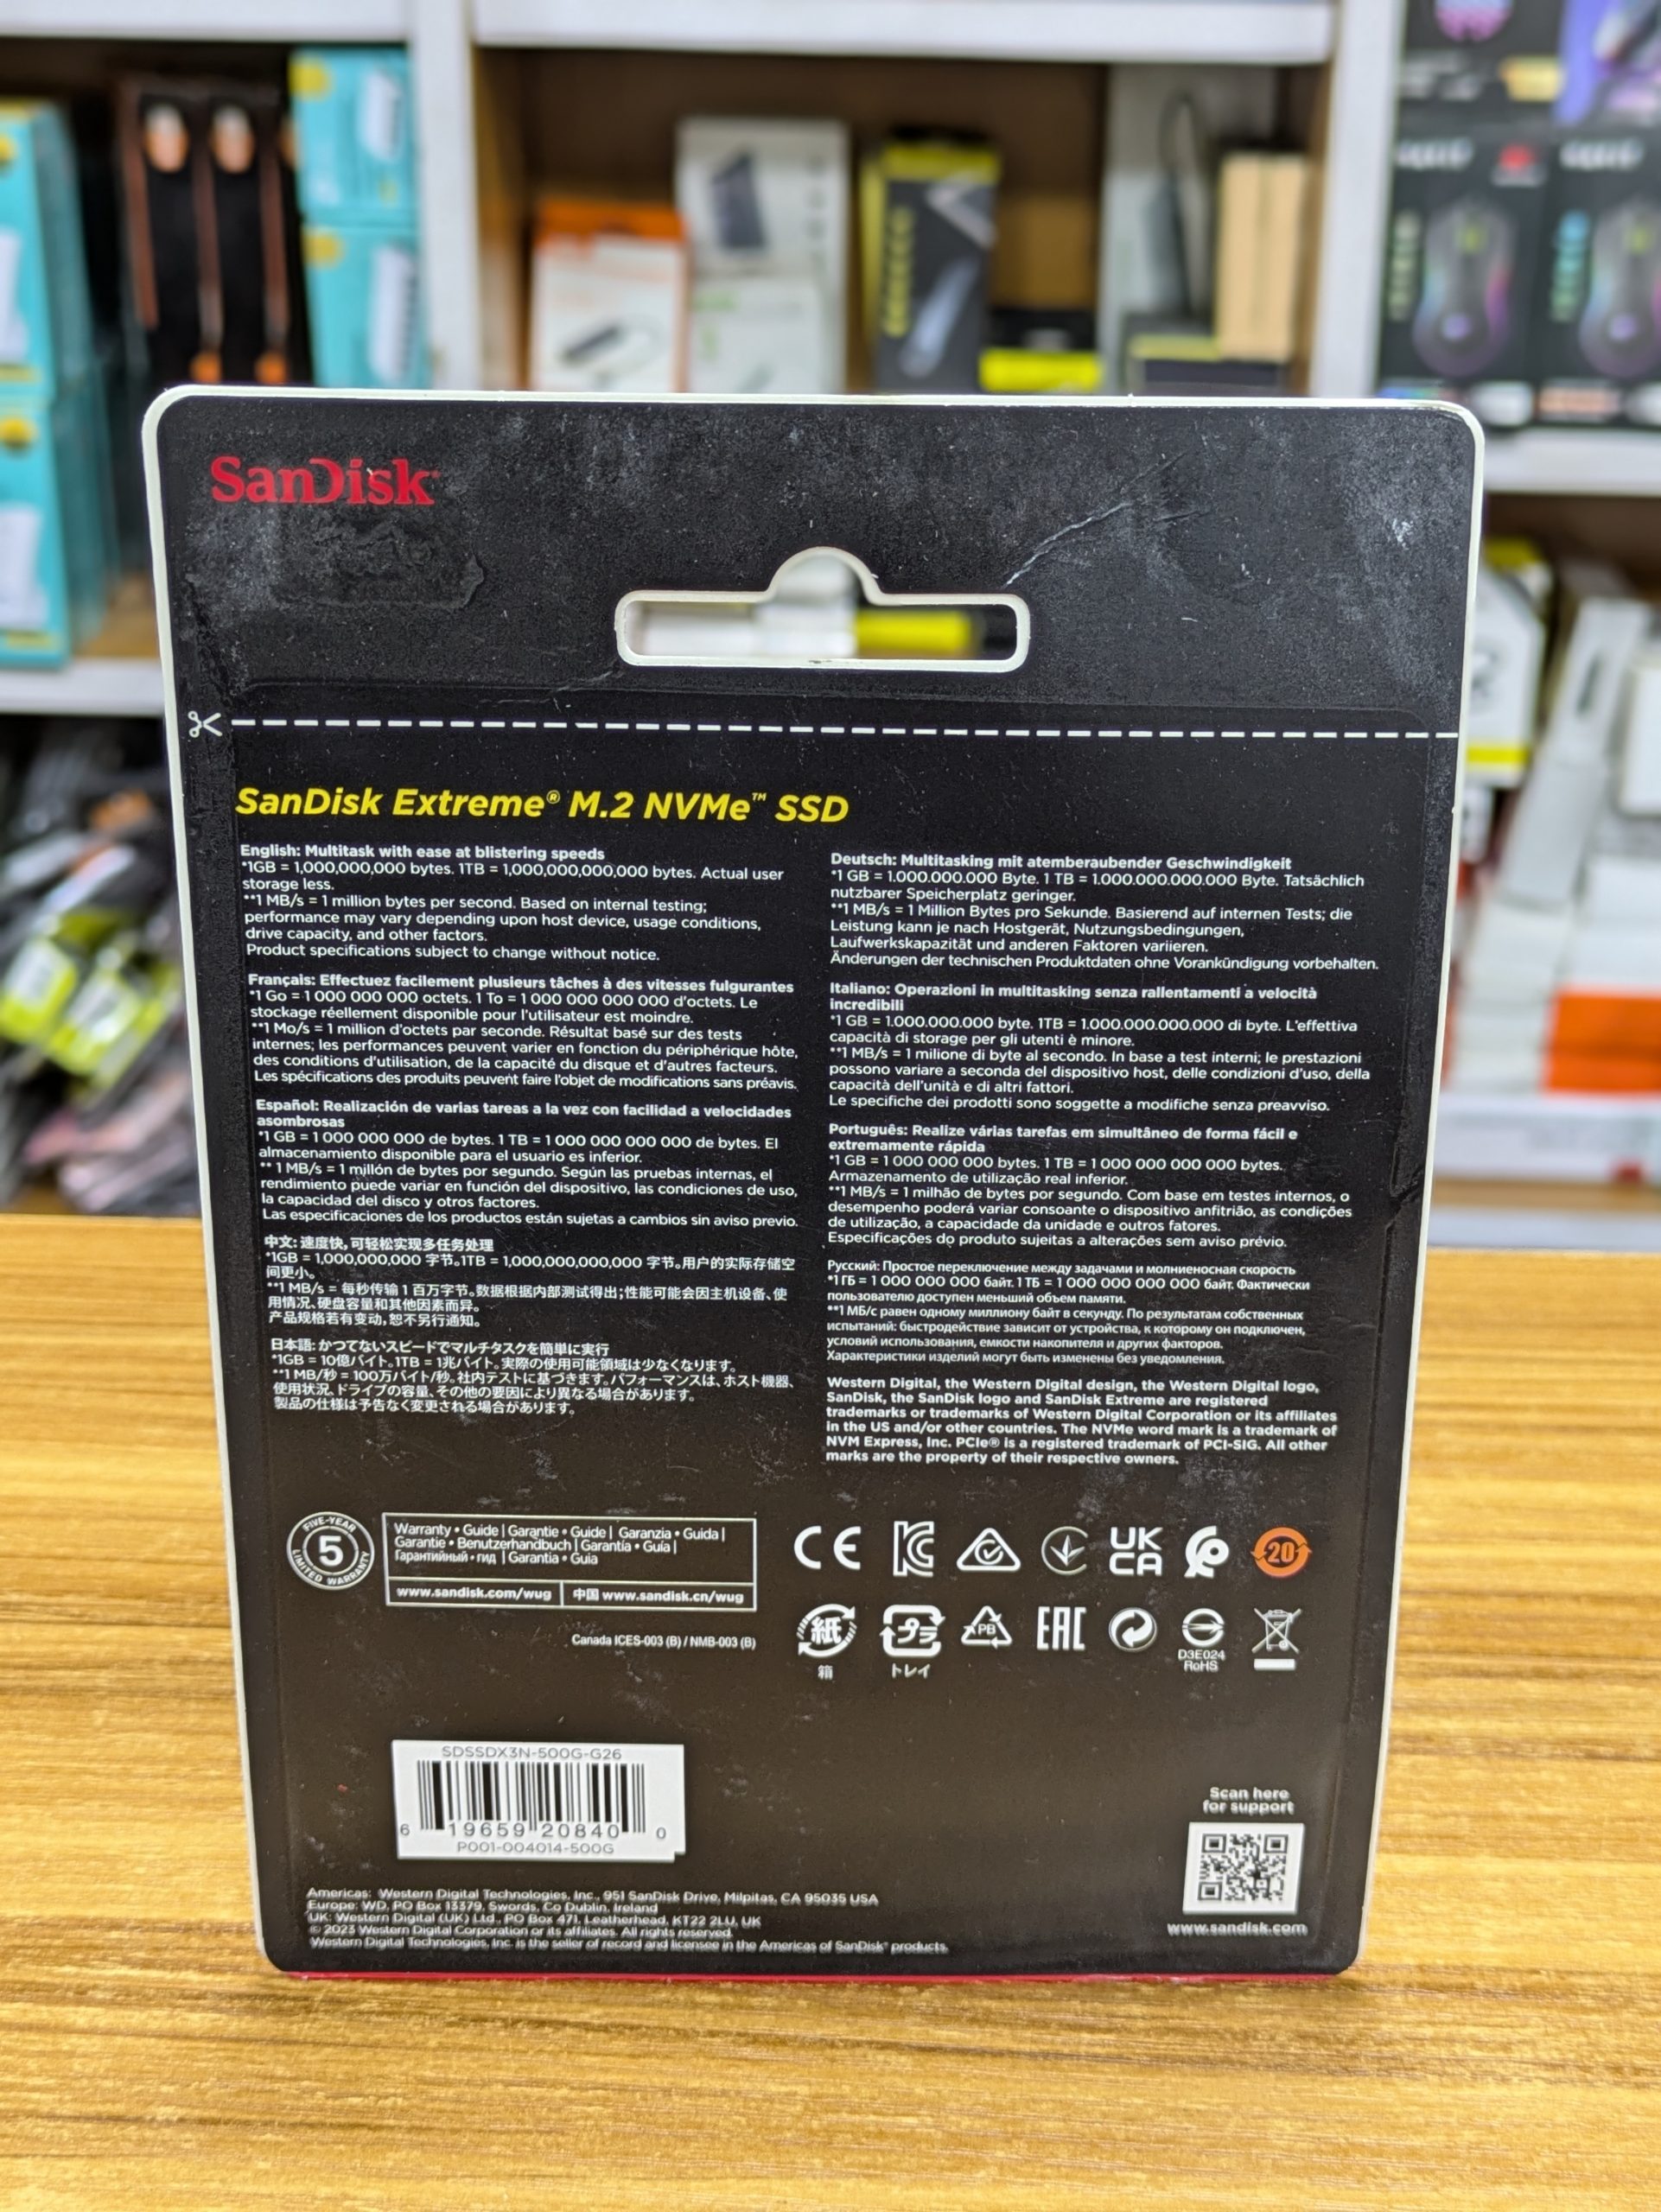 SanDisk
SanDisk Extreme® M.2 NVMe™ SSD
English: Multitask with ease at blistering speeds
*1GB = 1,000,000,000 bytes. 1TB = 1,000,000,000,000 bytes. Actual user
storage less.
**1 MB/s = 1 million bytes per second. Based on internal testing;
performance may vary depending upon host device, usage conditions,
drive capacity, and other factors.
Product specifications subject to change without notice.
Français: Effectuez facilement plusieurs tâches à des vitesses fulgurantes
*1 Go = 1 000 000 000 octets. 1 To = 1 000 000 000 000 d'octets. Le
stockage réellement disponible pour l'utilisateur est moindre.
**1 Mo/s = 1 million d'octets par seconde. Résultat basé sur des tests
internes; les performances peuvent varier en fonction du périphérique hôte,
des conditions d'utilisation, de la capacité du disque et d'autres facteurs.
Les spécifications des produits peuvent faire l'objet de modifications sans préavis.
Español: Realización de varias tareas a la vez con facilidad a velocidades
asombrosas
*1 GB = 1 000 000 000 de bytes. 1 TB = 1 000 000 000 000 de bytes. El
almacenamiento disponible para el usuario es inferior.
** 1 MB/s = 1 millón de bytes por segundo. Según las pruebas internas, el
rendimiento puede variar en función del dispositivo, las condiciones de uso,
la capacidad del disco y otros factores.
Las especificaciones de los productos están sujetas a cambios sin aviso previo.
中文: 速度快,可轻松实现多任务处理
*1GB = 1,000,000,000 字节。1TB = 1,000,000,000,000 字节。用户的实际存储空
间更小。
**1 MB/s = 每秒传输 1 百万字节。数据根据内部测试得出;性能可能会因主机设备、使
用情况、硬盘容量和其他因素而异。
产品规格若有变动,恕不另行通知。
日本語: かつてないスピードでマルチタスクを簡単に実行
*1GB = 10億バイト。1TB = 1兆バイト。実際の使用可能領域は少なくなります。
**1 MB/秒 = 100万バイト/秒。社内テストに基づきます。パフォーマンスは、ホスト機器、
使用状況、ドライブの容量、その他の要因により異なる場合があります。
製品の仕様は予告なく変更される場合があります。
Deutsch: Multitasking mit atemberaubender Geschwindigkeit
*1 GB = 1.000.000.000 Byte. 1 TB = 1.000.000.000.000 Byte. Tatsächlich
nutzbarer Speicherplatz geringer.
**1 MB/s = 1 Million Bytes pro Sekunde. Basierend auf internen Tests; die
Leistung kann je nach Hostgerät, Nutzungsbedingungen,
Laufwerkskapazität und anderen Faktoren variieren.
Änderungen der technischen Produktdaten ohne Vorankündigung vorbehalten.
Italiano: Operazioni in multitasking senza rallentamenti a velocità
incredibili
*1 GB = 1.000.000.000 byte. 1TB = 1.000.000.000.000 di byte. L'effettiva
capacità di storage per gli utenti è minore.
**1 MB/s = 1 milione di byte al secondo. In base a test interni; le prestazioni
possono variare a seconda del dispositivo host, delle condizioni d'uso, della
capacità dell'unità e di altri fattori.
Le specifiche dei prodotti sono soggette a modifiche senza preavviso.
Português: Realize várias tarefas em simultâneo de forma fácil e
extremamente rápida
*1 GB = 1 000 000 000 bytes. 1 TB = 1 000 000 000 000 bytes.
Armazenamento de utilização real inferior.
**1 MB/s = 1 milhão de bytes por segundo. Com base em testes internos, o
desempenho poderá variar consoante o dispositivo anfitrião, as condições
de utilização, a capacidade da unidade e outros fatores.
Especificações do produto sujeitas a alterações sem aviso prévio.
Русский: Простое переключение между задачами и молниеносная скорость
*1 ГБ = 1 000 000 000 байт. 1 ТБ = 1 000 000 000 000 байт. Фактически
пользователю доступен меньший объем памяти.
**1 МБ/с равен одному миллиону байт в секунду. По результатам собственных
испытаний: быстродействие зависит от устройства, к которому он подключен,
условий использования, емкости накопителя и других факторов.
Характеристики изделий могут быть изменены без уведомления.
Western Digital, the Western Digital design, the Western Digital logo,
SanDisk, the SanDisk logo and SanDisk Extreme are registered
trademarks or trademarks of Western Digital Corporation or its affiliates
in the US and/or other countries. The NVMe word mark is a trademark of
NVM Express, Inc. PCIe® is a registered trademark of PCI-SIG. All other
marks are the property of their respective owners.
FIVE-YEAR
5
LIMITED WARRANTY
Warranty • Guide | Garantie • Guide | Garanzia • Guida |
Garantie • Benutzerhandbuch | Garantía • Guía |
Гарантийный • гид | Garantia • Guia
www.sandisk.com/wug | 中国 www.sandisk.cn/wug
Canada ICES-003 (B) / NMB-003 (B)
CE
UK
CA
20
紙
箱
プラ
トレイ
PB
EAC
D3E024
RoHS
SDSSDX3N-500G-G26
6 19659 20840 0
P001-004014-500G
Scan here
for support
www.sandisk.com
Americas: Western Digital Technologies, Inc., 951 SanDisk Drive, Milpitas, CA 95035 USA
Europe: WD, PO Box 13379, Swords, Co Dublin, Ireland
UK: Western Digital (UK) Ltd., PO Box 471, Leatherhead, KT22 2LU, UK
© 2023 Western Digital Corporation or its affiliates. All rights reserved.
Western Digital Technologies, Inc. is the seller of record and licensee in the Americas of SanDisk® products.